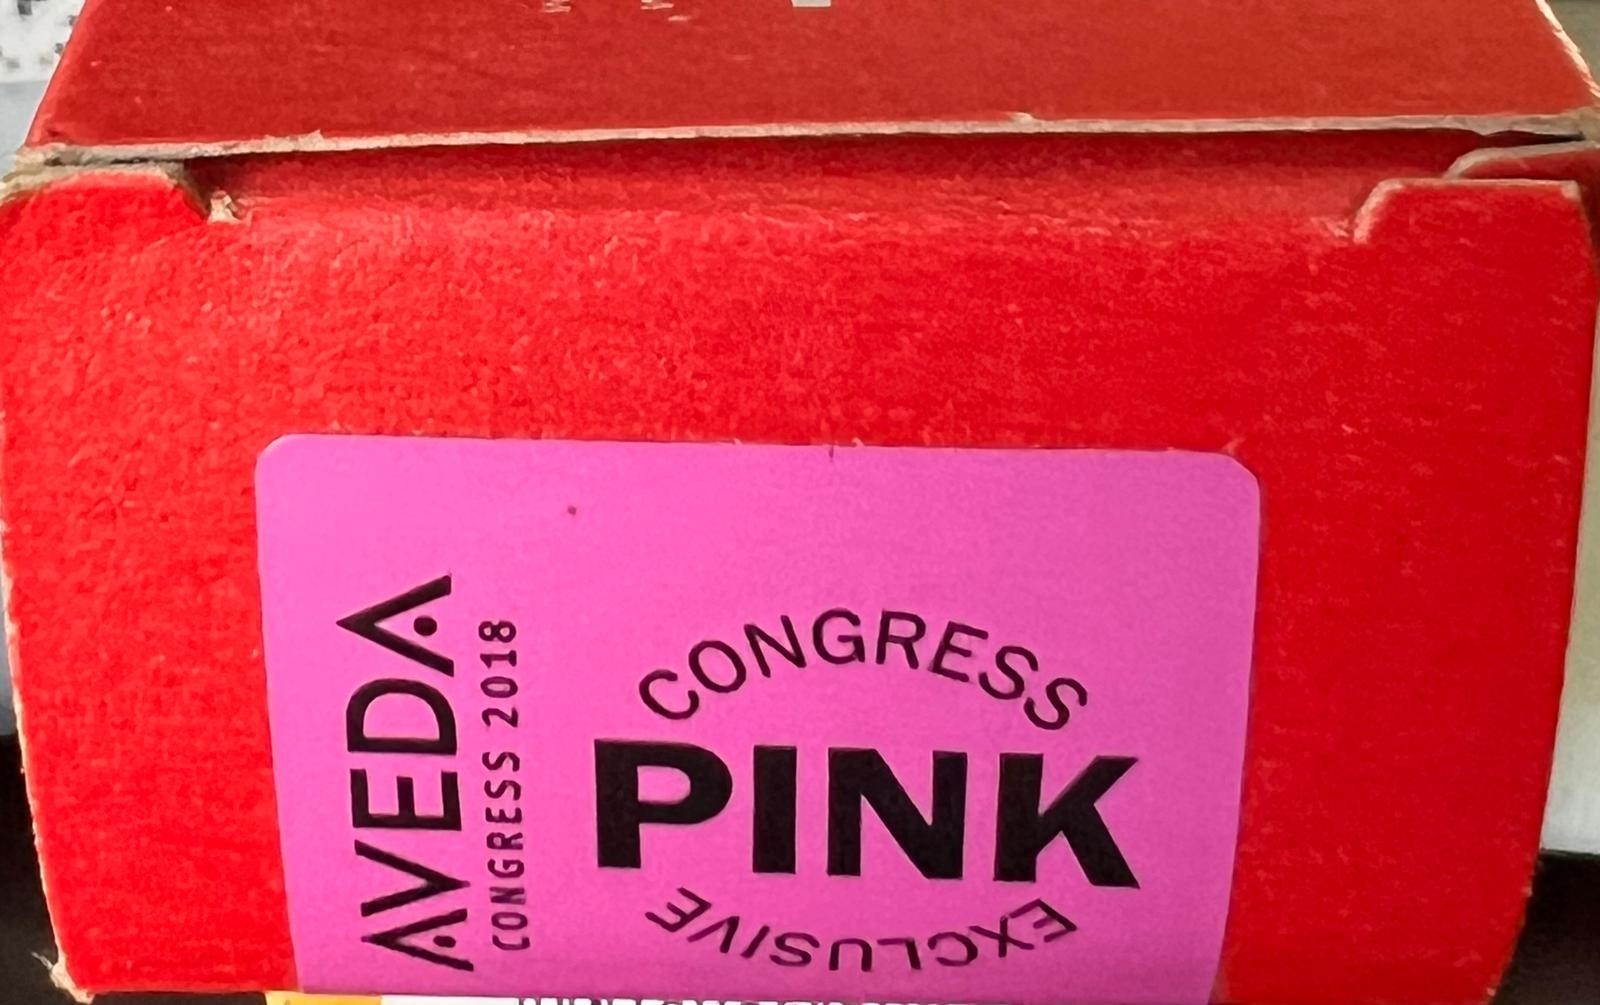 AVEDA
CONGRESS 2018
CONGRESS
PINK
EXCLUSIVE